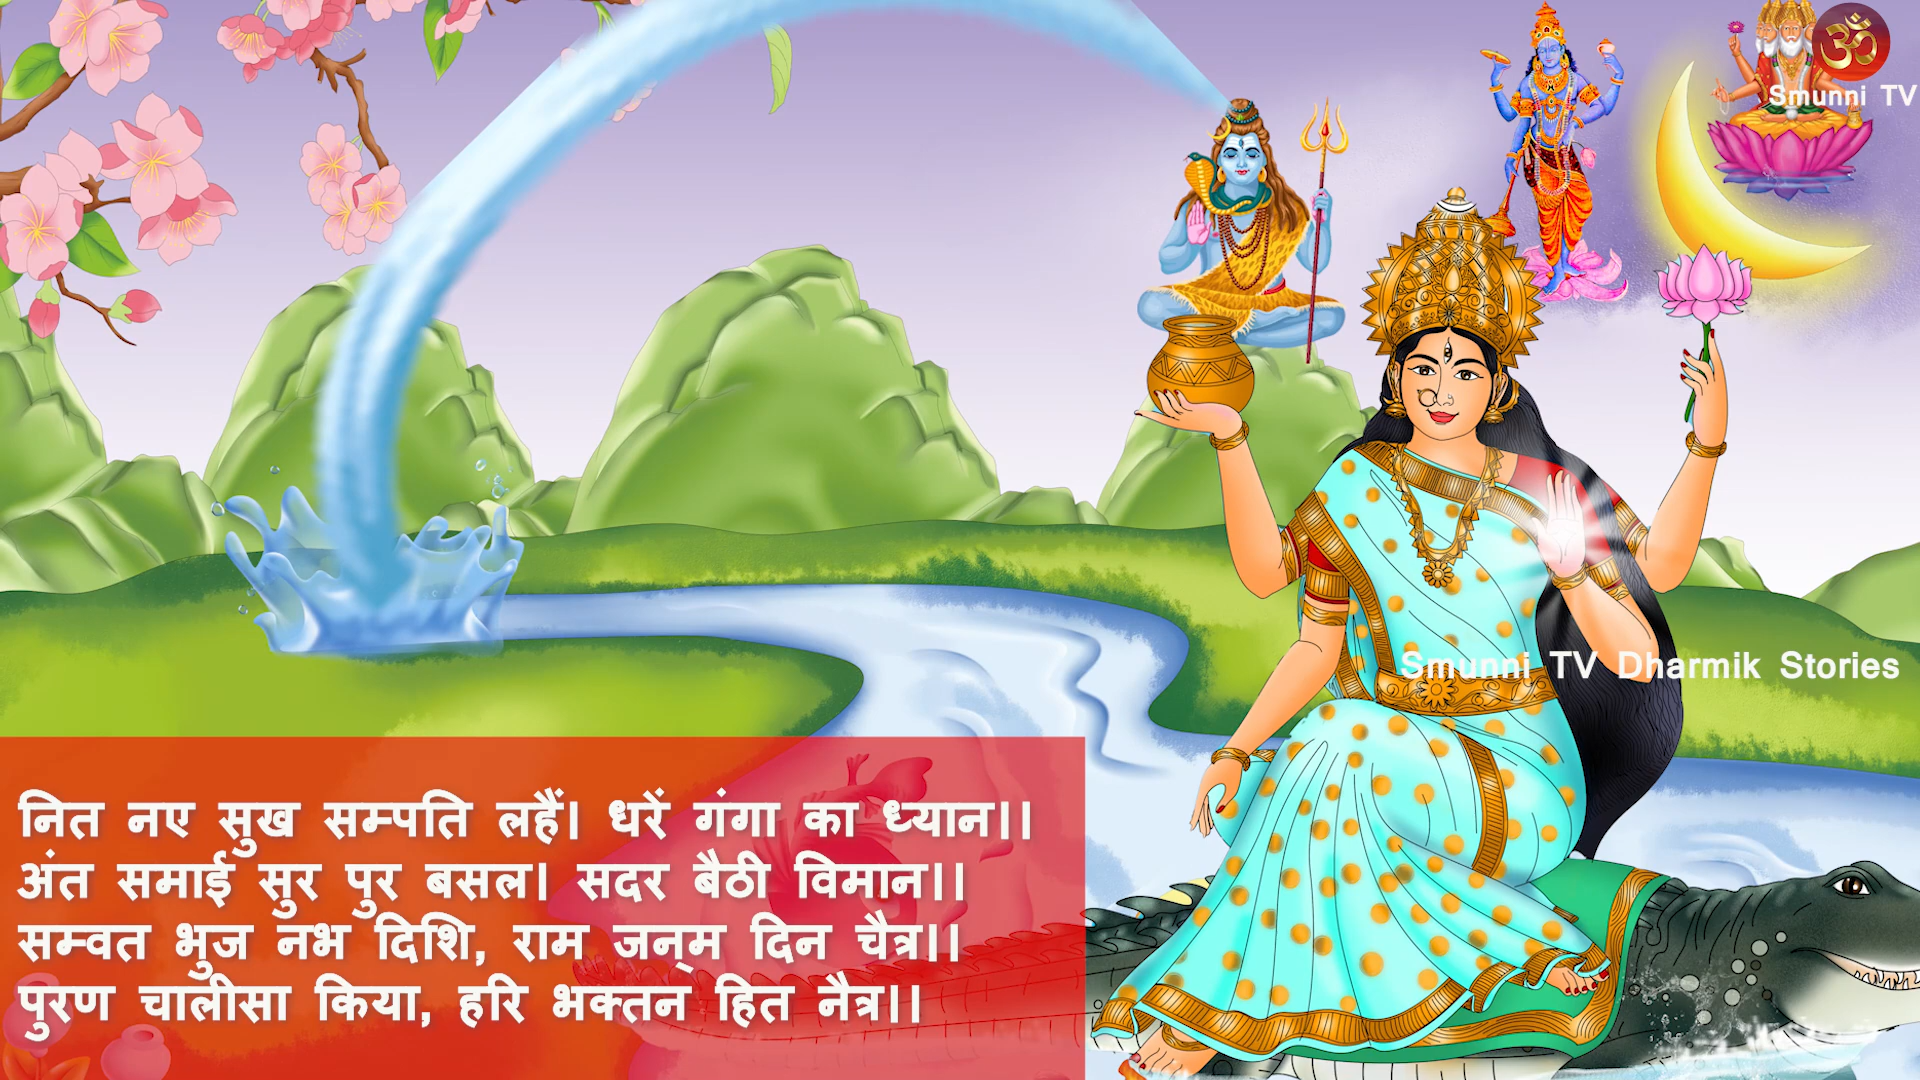 ॐ
Smunni TV
Smunni TV Dharmik Stories
नित नए सुख सम्पति लहैं। धरें गंगा का ध्यान।।
अंत समाई सुर पुर बसल। सदर बैठी विमान।।
सम्वत भुज नभ दिशि, राम जन्म दिन चैत्र।।
पुरण चालीसा किया, हरि भक्तन हित नैत्र।।